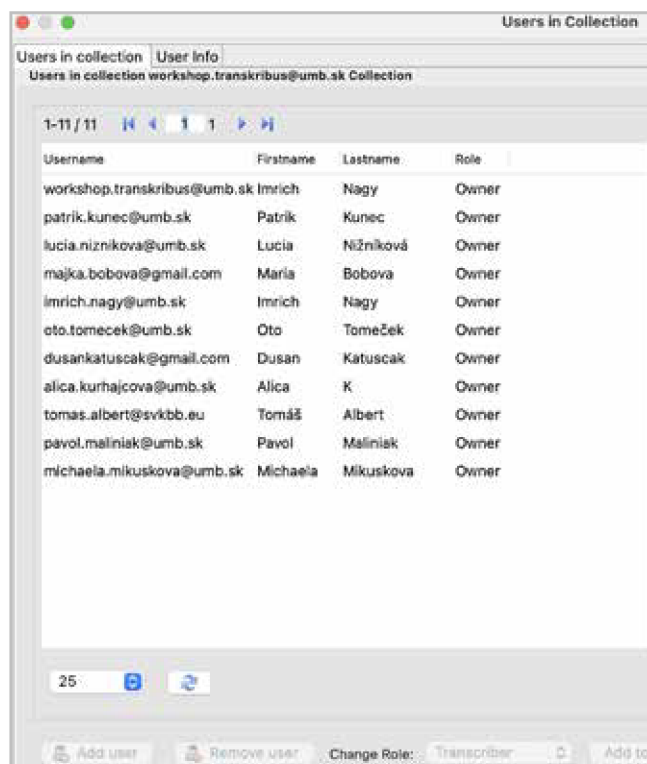 Users in Collection
Users in collection User Info
Users in collection workshop.transkribus@umb.sk Collection
1-11 / 11 1 1
Username Firstname Lastname Role
workshop.transkribus@umb.sk Imrich Nagy Owner
patrik.kunec@umb.sk Patrik Kunec Owner
lucia.niznikova@umb.sk Lucia Nižníková Owner
majka.bobova@gmail.com Maria Bobova Owner
imrich.nagy@umb.sk Imrich Nagy Owner
oto.tomecek@umb.sk Oto Tomeček Owner
dusankatuscak@gmail.com Dusan Katuscak Owner
alica.kurhajcova@umb.sk Alica K Owner
tomas.albert@svkbb.eu Tomáš Albert Owner
pavol.maliniak@umb.sk Pavol Maliniak Owner
michaela.mikuskova@umb.sk Michaela Mikuskova Owner
25
Add user Remove user Change Role: Transcriber Add to